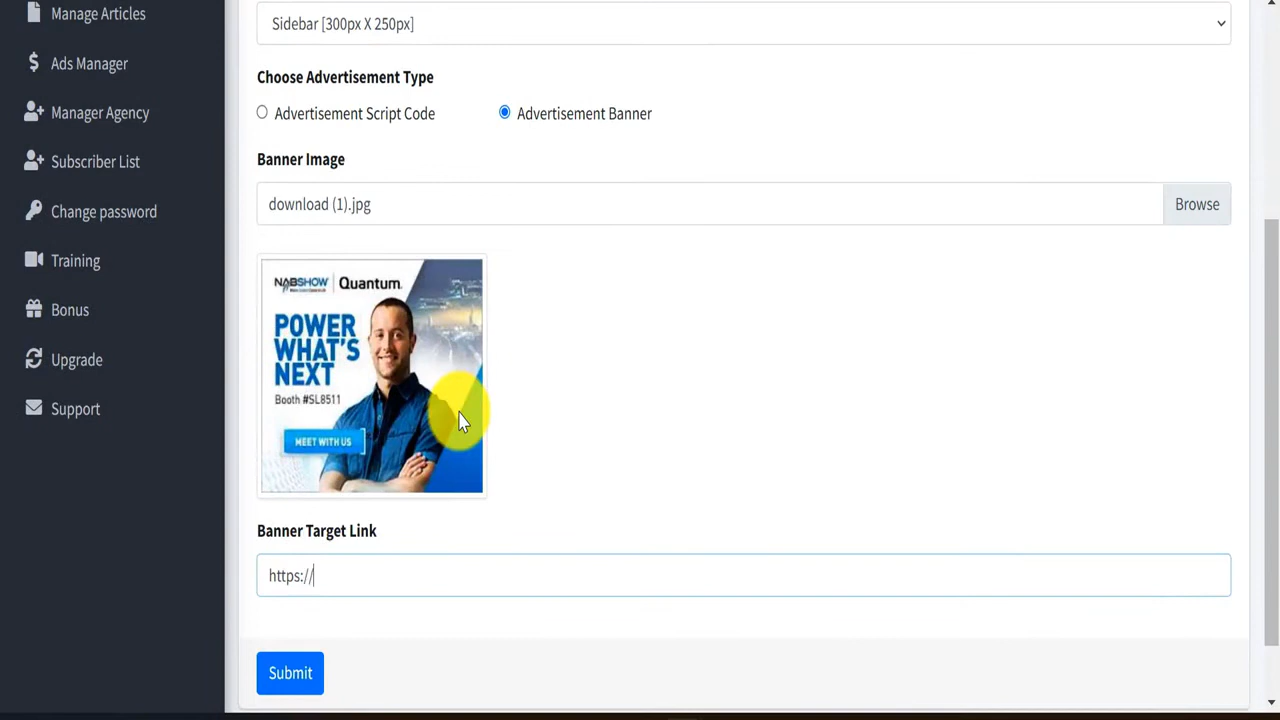 Manage Articles
Ads Manager
Manager Agency
Subscriber List
Change password
Training
Bonus
Upgrade
Support
Sidebar [300px X 250px]
Choose Advertisement Type
Advertisement Script Code
Advertisement Banner
Banner Image
download (1).jpg
Browse
NABSHOW Quantum.
POWER
WHAT'S
NEXT
Booth #SL8511
MEET WITH US
Banner Target Link
https://
Submit